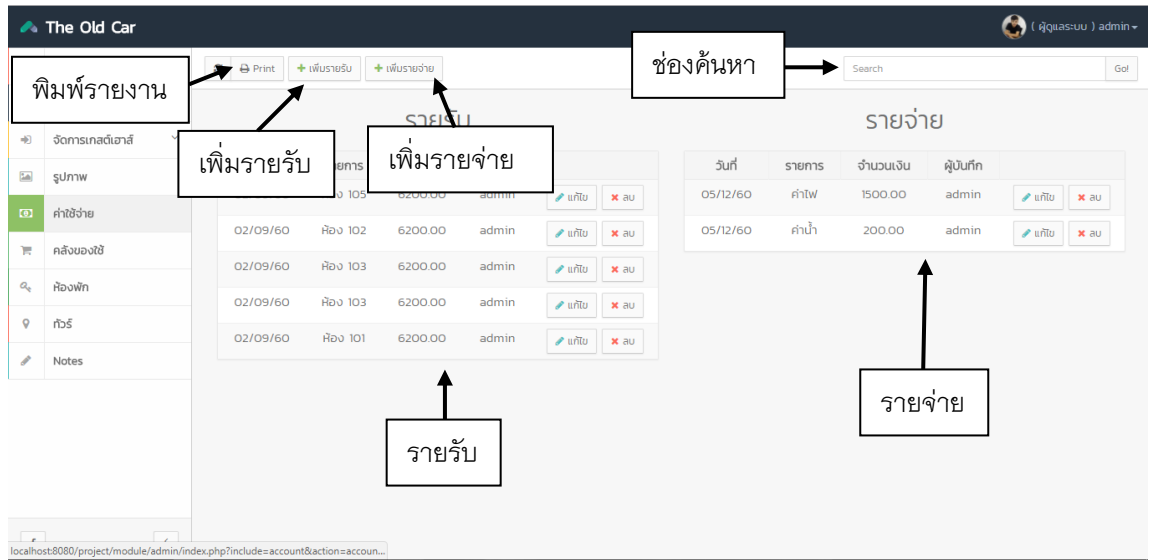 The Old Car
( ผู้ดูแลระบบ ) admin
Print
เพิ่มรายรับ
เพิ่มรายจ่าย
ช่องค้นหา
Search
Go!
พิมพ์รายงาน
เพิ่มรายรับ
เพิ่มรายจ่าย
จัดการเกสต์เฮาส์
รูปภาพ
ค่าใช้จ่าย
คลังของใช้
ห้องพัก
ทัวร์
Notes
รายรับ
105 6200.00 admin แก้ไข ลบ
02/09/60 ห้อง 102 6200.00 admin แก้ไข ลบ
02/09/60 ห้อง 103 6200.00 admin แก้ไข ลบ
02/09/60 ห้อง 103 6200.00 admin แก้ไข ลบ
02/09/60 ห้อง 101 6200.00 admin แก้ไข ลบ
รายจ่าย
วันที่ รายการ จำนวนเงิน ผู้บันทึก
05/12/60 ค่าไฟ 1500.00 admin แก้ไข ลบ
05/12/60 ค่าน้ำ 200.00 admin แก้ไข ลบ
รายรับ
รายจ่าย
localhost:8080/project/module/admin/index.php?include=account&action=accoun...